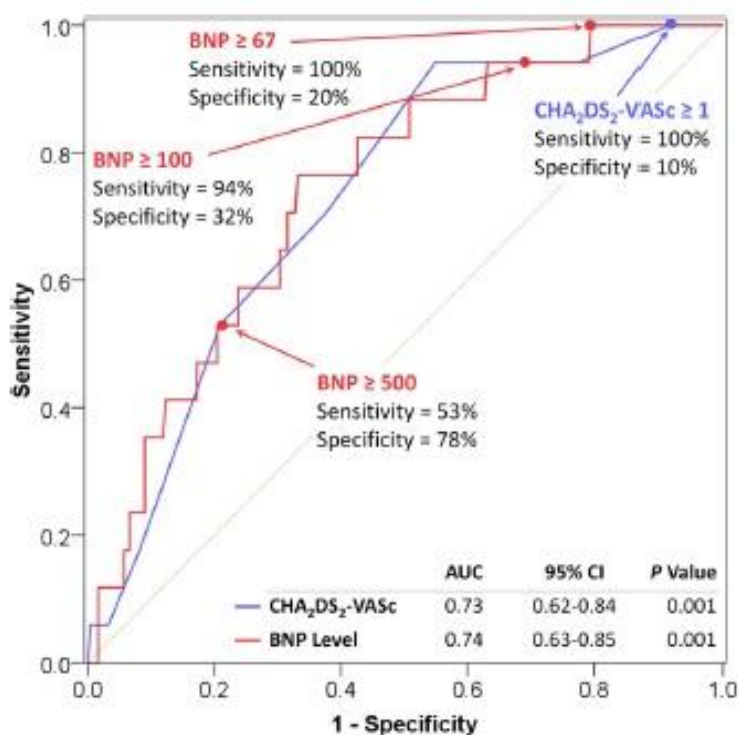 1.0
BNP ≥ 67
Sensitivity = 100%
Specificity = 20%
CHA₂DS₂-VASc ≥ 1
Sensitivity = 100%
Specificity = 10%
0.8
BNP ≥ 100
Sensitivity = 94%
Specificity = 32%
0.6
Sensitivity
BNP ≥ 500
Sensitivity = 53%
Specificity = 78%
0.4
0.2
AUC 95% CI P Value
CHA₂DS₂-VASc 0.73 0.62-0.84 0.001
BNP Level 0.74 0.63-0.85 0.001
0.0
0.0 0.2 0.4 0.6 0.8 1.0
1 - Specificity